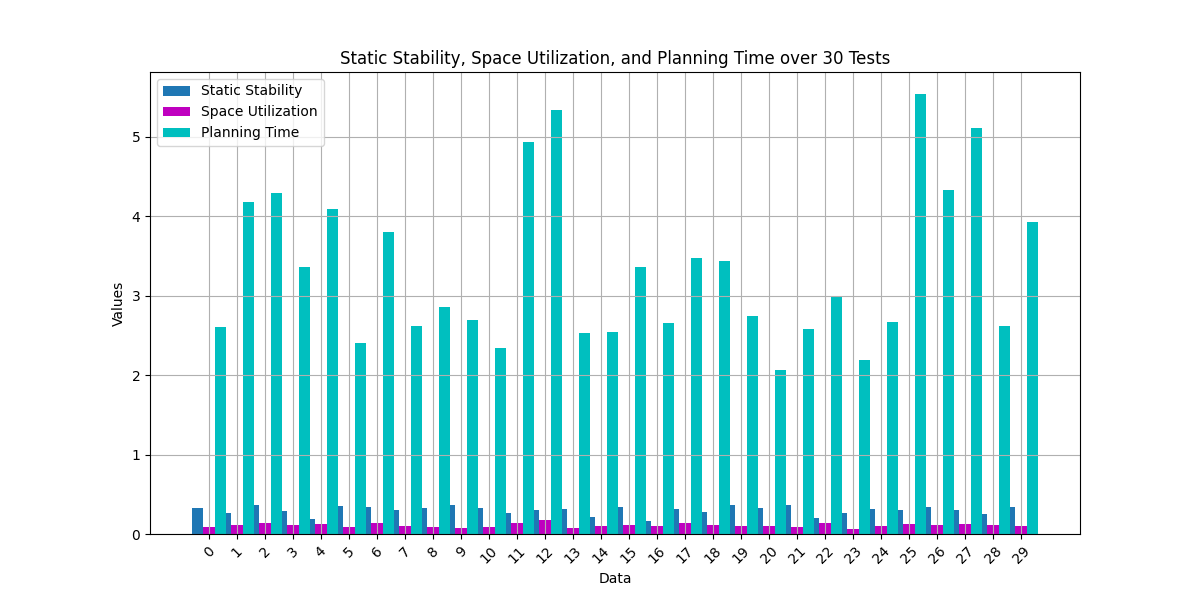 Static Stability, Space Utilization, and Planning Time over 30 Tests
Static Stability
Space Utilization
Planning Time
Values
5
4
3
2
1
0
0 1 2 3 4 5 6 7 8 9 10 11 12 13 14 15 16 17 18 19 20 21 22 23 24 25 26 27 28 29
Data